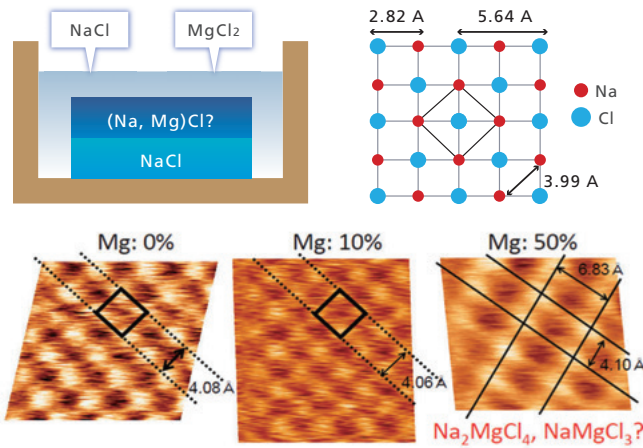 NaCl
MgCl₂
(Na, Mg)Cl?
NaCl
2.82 A
5.64 A
Na
Cl
3.99 A
Mg: 0%
Mg: 10%
Mg: 50%
4.08 Å
4.06 Å
6.83 Å
4.10 Å
Na₂MgCl₄, NaMgCl₃?